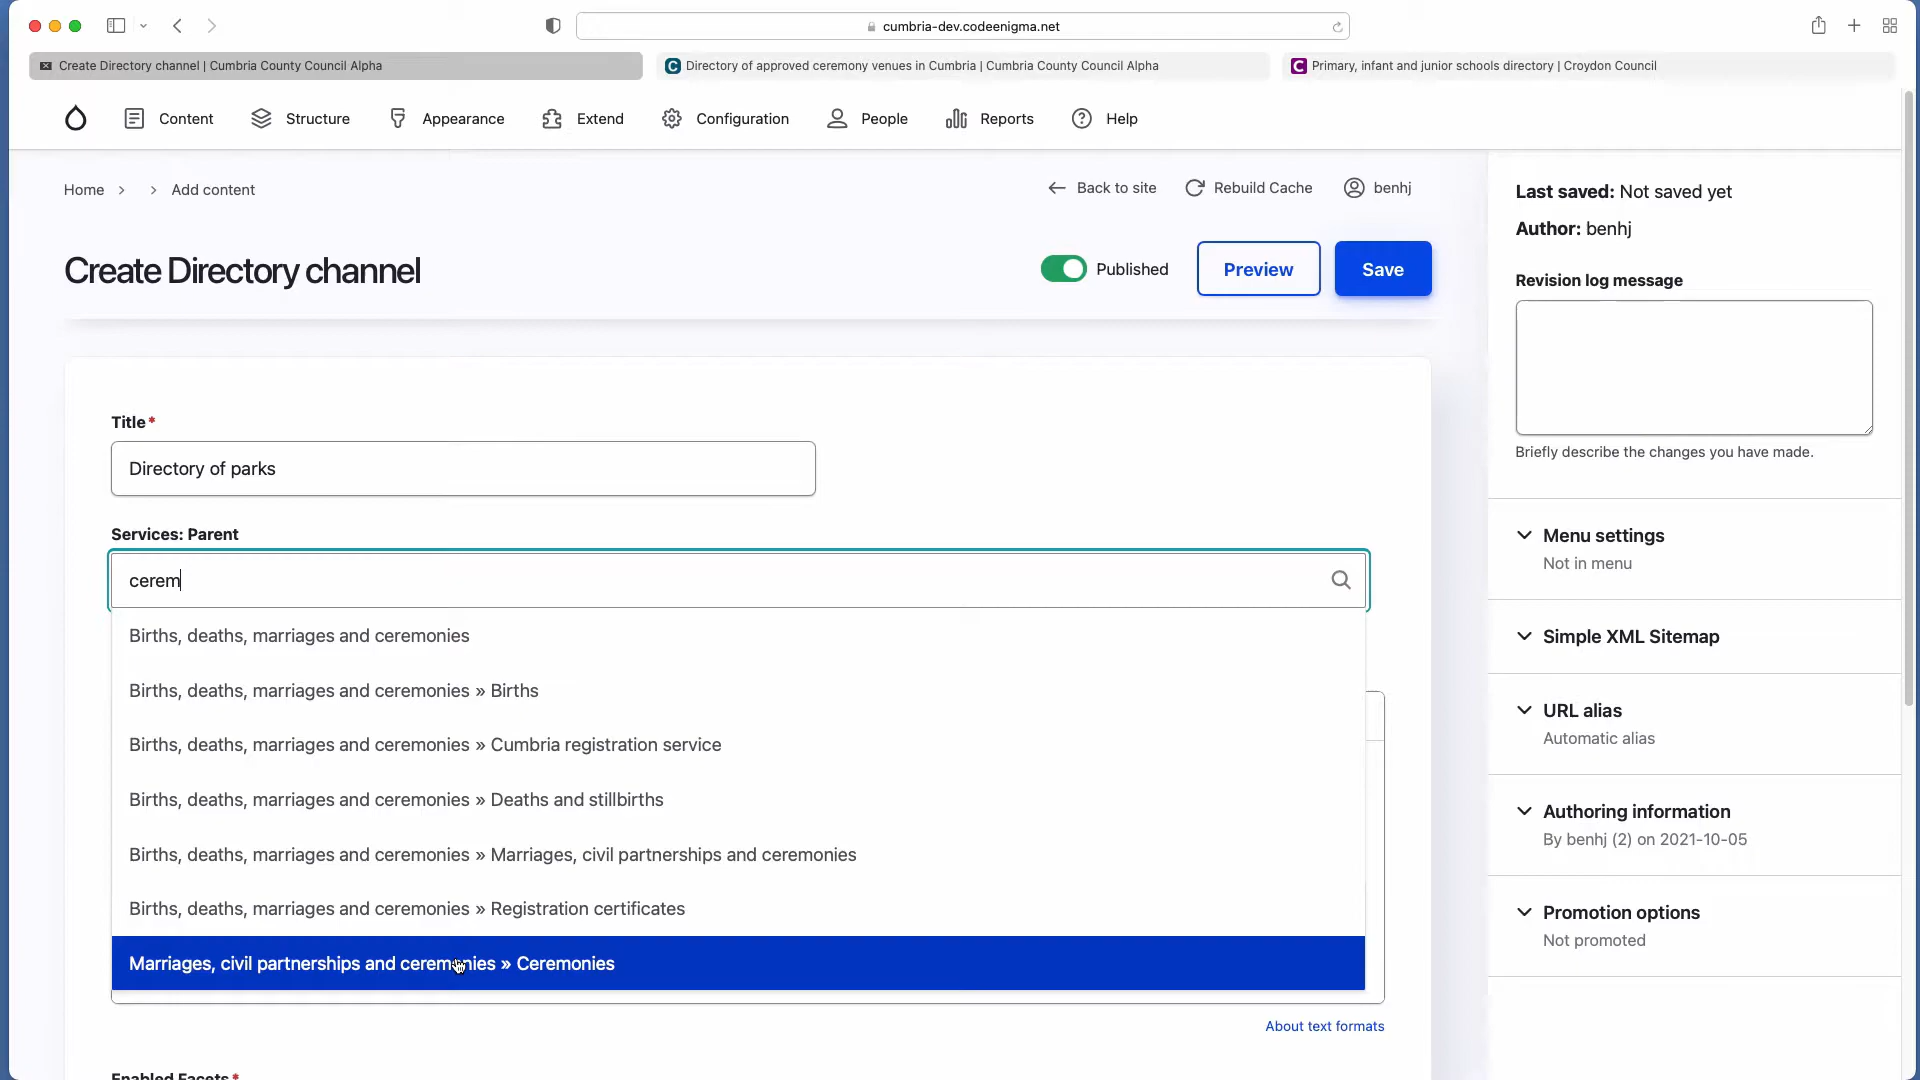 cumbria-dev.codeenigma.net
Create Directory channel | Cumbria County Council Alpha
C Directory of approved ceremony venues in Cumbria | Cumbria County Council Alpha
C Primary, infant and junior schools directory | Croydon Council
Content
Structure
Appearance
Extend
Configuration
People
Reports
Help
Home > > Add content
Back to site
Rebuild Cache
benhj
Create Directory channel
Published
Preview
Save
Title*
Directory of parks
Services: Parent
cerem
Births, deaths, marriages and ceremonies
Births, deaths, marriages and ceremonies » Births
Births, deaths, marriages and ceremonies » Cumbria registration service
Births, deaths, marriages and ceremonies » Deaths and stillbirths
Births, deaths, marriages and ceremonies » Marriages, civil partnerships and ceremonies
Births, deaths, marriages and ceremonies » Registration certificates
Marriages, civil partnerships and ceremonies » Ceremonies
About text formats
Enabled Facets*
Last saved: Not saved yet
Author: benhj
Revision log message
Briefly describe the changes you have made.
Menu settings
Not in menu
Simple XML Sitemap
URL alias
Automatic alias
Authoring information
By benhj (2) on 2021-10-05
Promotion options
Not promoted